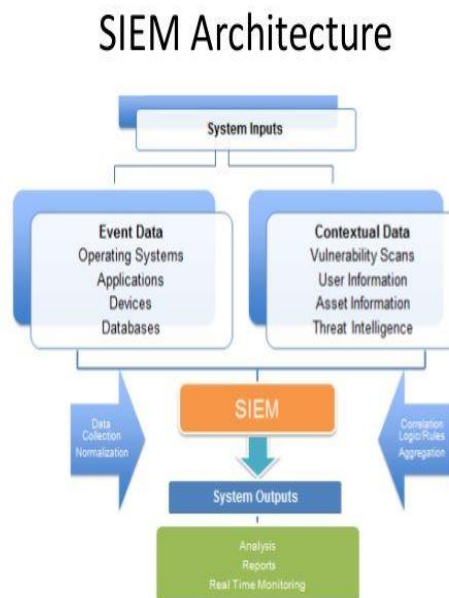 SIEM Architecture
System Inputs
Event Data
Operating Systems
Applications
Devices
Databases
Contextual Data
Vulnerability Scans
User Information
Asset Information
Threat Intelligence
SIEM
Data
Collection
Normalization
Correlation
Logic/Rules
Aggregation
System Outputs
Analysis
Reports
Real Time Monitoring